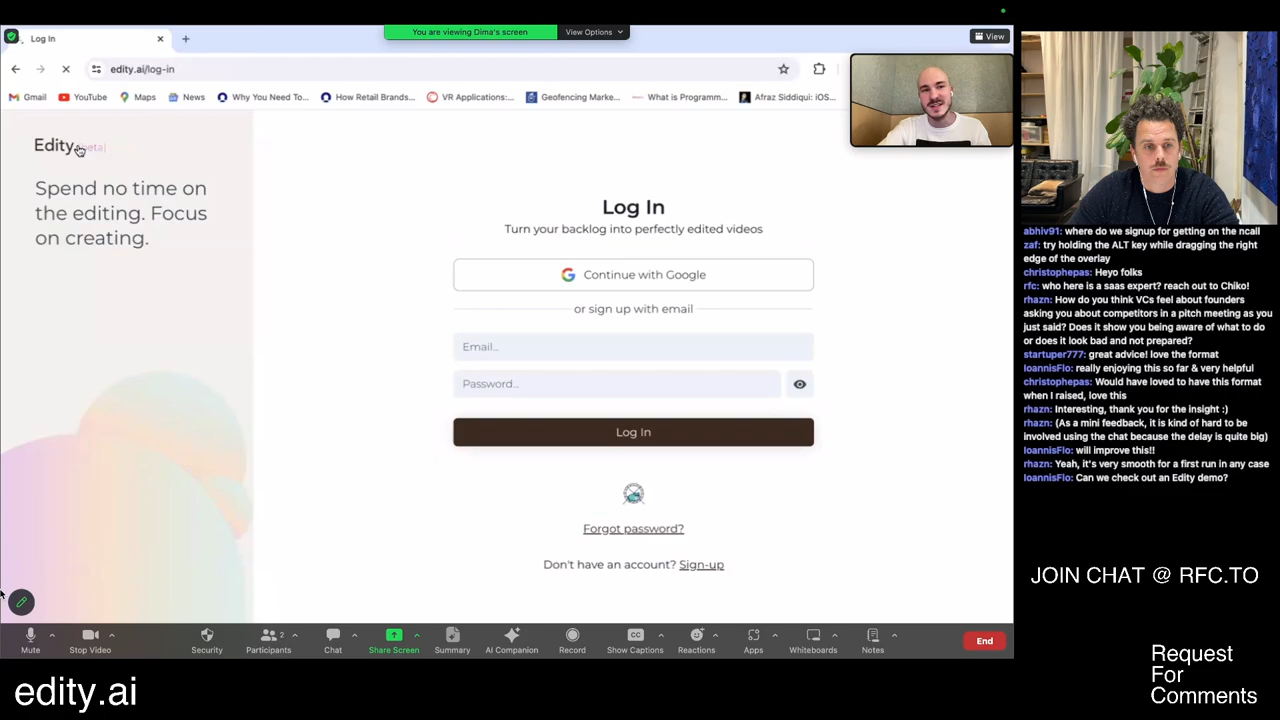 Log In
You are viewing Dima's screen
View Options
View
edity.ai/log-in
Gmail
YouTube
Maps
News
Why You Need To...
How Retail Brands...
VR Applications:...
Geofencing Marke...
What is Programm...
Afraz Siddiqui: iOS...
Edity.
Spend no time on
the editing. Focus
on creating.
Log In
Turn your backlog into perfectly edited videos
Continue with Google
or sign up with email
Email...
Password...
Log In
Forgot password?
Don't have an account? Sign-up
Mute
Stop Video
Security
2
Participants
Chat
Share Screen
Summary
AI Companion
Record
CC
Show Captions
Reactions
Apps
Whiteboards
Notes
End
edity.ai
abhiv91: where do we signup for getting on the ncall
zaf: try holding the ALT key while dragging the right
edge of the overlay
christophepas: Heyo folks
rfc: who here is a saas expert? reach out to Chiko!
rhazn: How do you think VCs feel about founders
asking you about competitors in a pitch meeting as you
just said? Does it show you being aware of what to do
or does it look bad and not prepared?
startuper777: great advice! love the format
IoannisFlo: really enjoying this so far & very helpful
christophepas: Would have loved to have this format
when I raised, love this
rhazn: Interesting, thank you for the insight :)
rhazn: (As a mini feedback, it is kind of hard to be
involved using the chat because the delay is quite big)
IoannisFlo: will improve this!!
rhazn: Yeah, it's very smooth for a first run in any case
IoannisFlo: Can we check out an Edity demo?
JOIN CHAT @ RFC.TO
Request
For
Comments